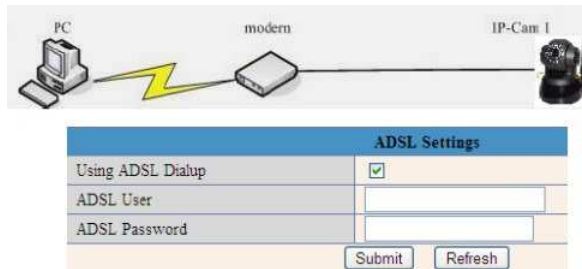 PC modern IP-Cam 1
ADSL Settings
Using ADSL Dialup
ADSL User
ADSL Password
Submit Refresh